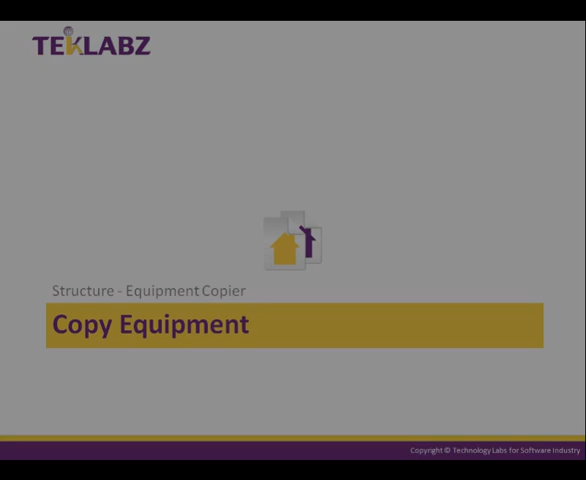 TEKLABZ
Structure - Equipment Copier
Copy Equipment
Copyright © Technology Labs for Software Industry